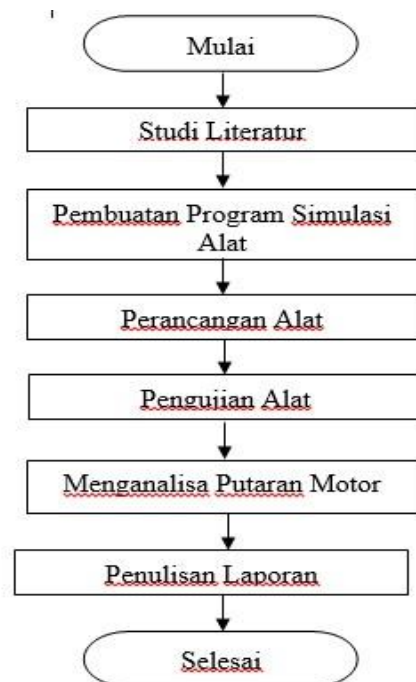 Mulai
Studi Literatur
Pembuatan Program Simulasi
Alat
Perancangan Alat
Pengujian Alat
Menganalisa Putaran Motor
Penulisan Laporan
Selesai